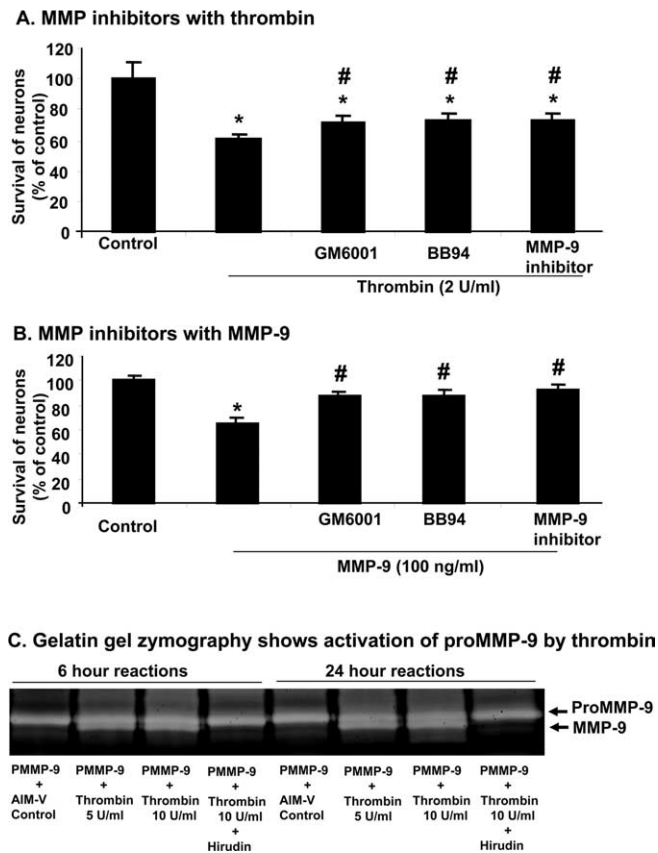 A. MMP inhibitors with thrombin
Survival of neurons
(% of control)
120
100
80
60
40
20
0
# # #
* * * *
Control GM6001 BB94 MMP-9
inhibitor
Thrombin (2 U/ml)
B. MMP inhibitors with MMP-9
Survival of neurons
(% of control)
120
100
80
60
40
20
0
# # #
*
Control GM6001 BB94 MMP-9
inhibitor
MMP-9 (100 ng/ml)
C. Gelatin gel zymography shows activation of proMMP-9 by thrombin
6 hour reactions 24 hour reactions
ProMMP-9
MMP-9
PMMP-9 PMMP-9 PMMP-9 PMMP-9 PMMP-9 PMMP-9 PMMP-9 PMMP-9
+ + + + + + + +
AIM-V Thrombin Thrombin Thrombin AIM-V Thrombin Thrombin Thrombin
Control 5 U/ml 10 U/ml 10 U/ml Control 5 U/ml 10 U/ml 10 U/ml
+ +
Hirudin Hirudin